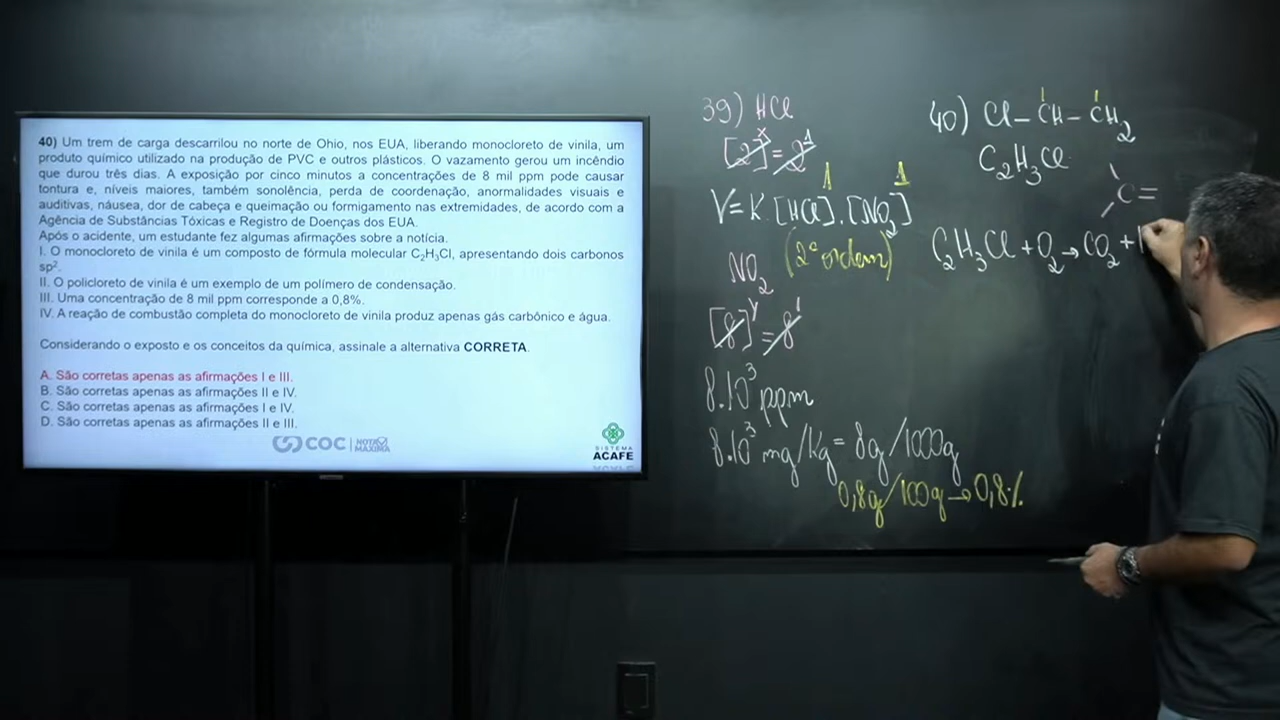 40) Um trem de carga descarrilou no norte de Ohio, nos EUA, liberando monocloreto de vinila, um
produto químico utilizado na produção de PVC e outros plásticos. O vazamento gerou um incêndio
que durou três dias. A exposição por cinco minutos a concentrações de 8 mil ppm pode causar
tontura e, níveis maiores, também sonolência, perda de coordenação, anormalidades visuais e
auditivas, náusea, dor de cabeça e queimação ou formigamento nas extremidades, de acordo com a
Agência de Substâncias Tóxicas e Registro de Doenças dos EUA.
Após o acidente, um estudante fez algumas afirmações sobre a notícia.
I. O monocloreto de vinila é um composto de fórmula molecular C₂H₃Cl, apresentando dois carbonos
sp².
II. O policloreto de vinila é um exemplo de um polímero de condensação.
III. Uma concentração de 8 mil ppm corresponde a 0,8%.
IV. A reação de combustão completa do monocloreto de vinila produz apenas gás carbônico e água.
Considerando o exposto e os conceitos da química, assinale a alternativa CORRETA.
A. São corretas apenas as afirmações I e III.
B. São corretas apenas as afirmações II e IV.
C. São corretas apenas as afirmações I e IV.
D. São corretas apenas as afirmações II e III.
COC NOTA MÁXIMA
SISTEMA
ACAFE
39) HCl
[2]ˣ = 2¹
1 1
V = K.[HCl].[NO₂]
(2ª ordem)
NO₂
[8]ʸ = 8¹
8.10³ ppm
8.10³ mg/kg = 8g/1000g
0,8g/100g → 0,8%
40) Cl – CH – CH₂
C₂H₃Cl
C =
C₂H₃Cl + O₂ → CO₂ +